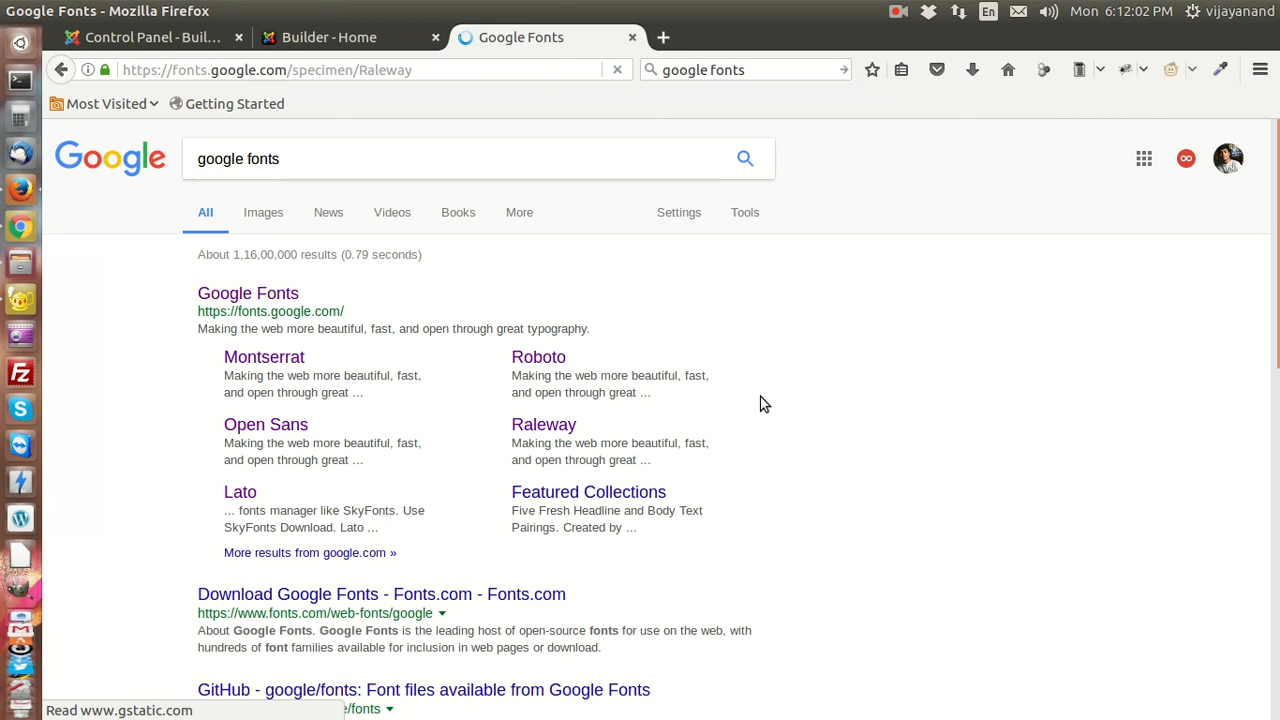 Google Fonts - Mozilla Firefox
En
Mon 6:12:02 PM
vijayanand
Control Panel - Buil... ×
Builder - Home ×
Google Fonts ×
https://fonts.google.com/specimen/Raleway
google fonts
Most Visited
Getting Started
Google
google fonts
All Images News Videos Books More Settings Tools
About 1,16,00,000 results (0.79 seconds)
Google Fonts
https://fonts.google.com/
Making the web more beautiful, fast, and open through great typography.
Montserrat
Making the web more beautiful, fast,
and open through great ...
Roboto
Making the web more beautiful, fast,
and open through great ...
Open Sans
Making the web more beautiful, fast,
and open through great ...
Raleway
Making the web more beautiful, fast,
and open through great ...
Lato
... fonts manager like SkyFonts. Use
SkyFonts Download. Lato ...
Featured Collections
Five Fresh Headline and Body Text
Pairings. Created by ...
More results from google.com »
Download Google Fonts - Fonts.com - Fonts.com
https://www.fonts.com/web-fonts/google
About Google Fonts. Google Fonts is the leading host of open-source fonts for use on the web, with
hundreds of font families available for inclusion in web pages or download.
GitHub - google/fonts: Font files available from Google Fonts
e/fonts
Read www.gstatic.com